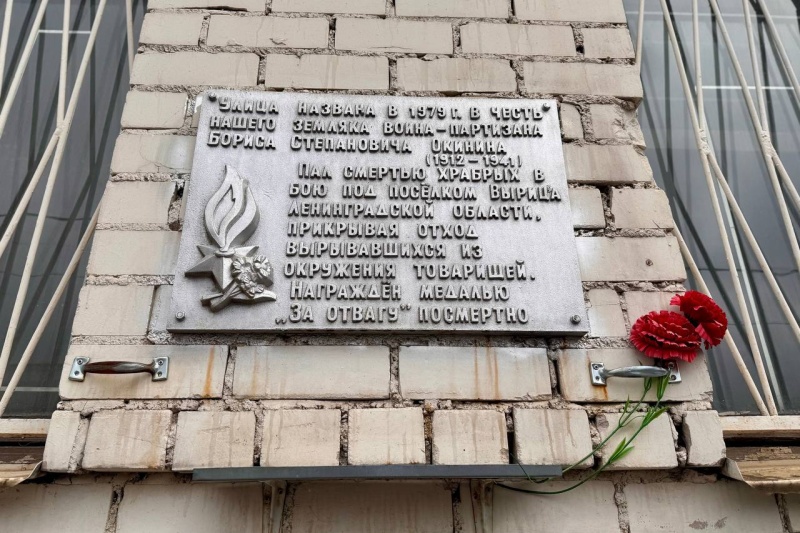 Улица названа в 1979 г. в честь
нашего земляка воина-партизана
Бориса Степановича Окинина
(1912-1941)
Пал смертью храбрых в
бою под посёлком Вырица
Ленинградской области,
прикрывая отход
вырывавшихся из
окружения товарищей.
Награждён медалью
„За отвагу" посмертно